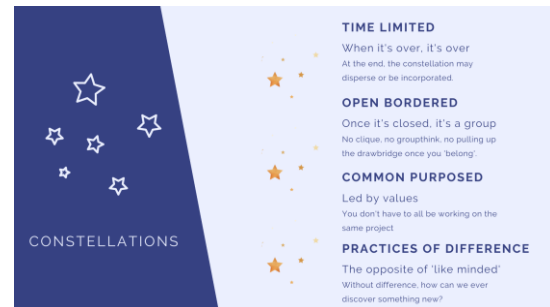 CONSTELLATIONS
TIME LIMITED
When it's over, it's over
At the end, the constellation may
disperse or be incorporated.
OPEN BORDERED
Once it's closed, it's a group
No clique, no groupthink, no pulling up
the drawbridge once you 'belong'.
COMMON PURPOSED
Led by values
You don't have to all be working on the
same project
PRACTICES OF DIFFERENCE
The opposite of 'like minded'
Without difference, how can we ever
discover something new?